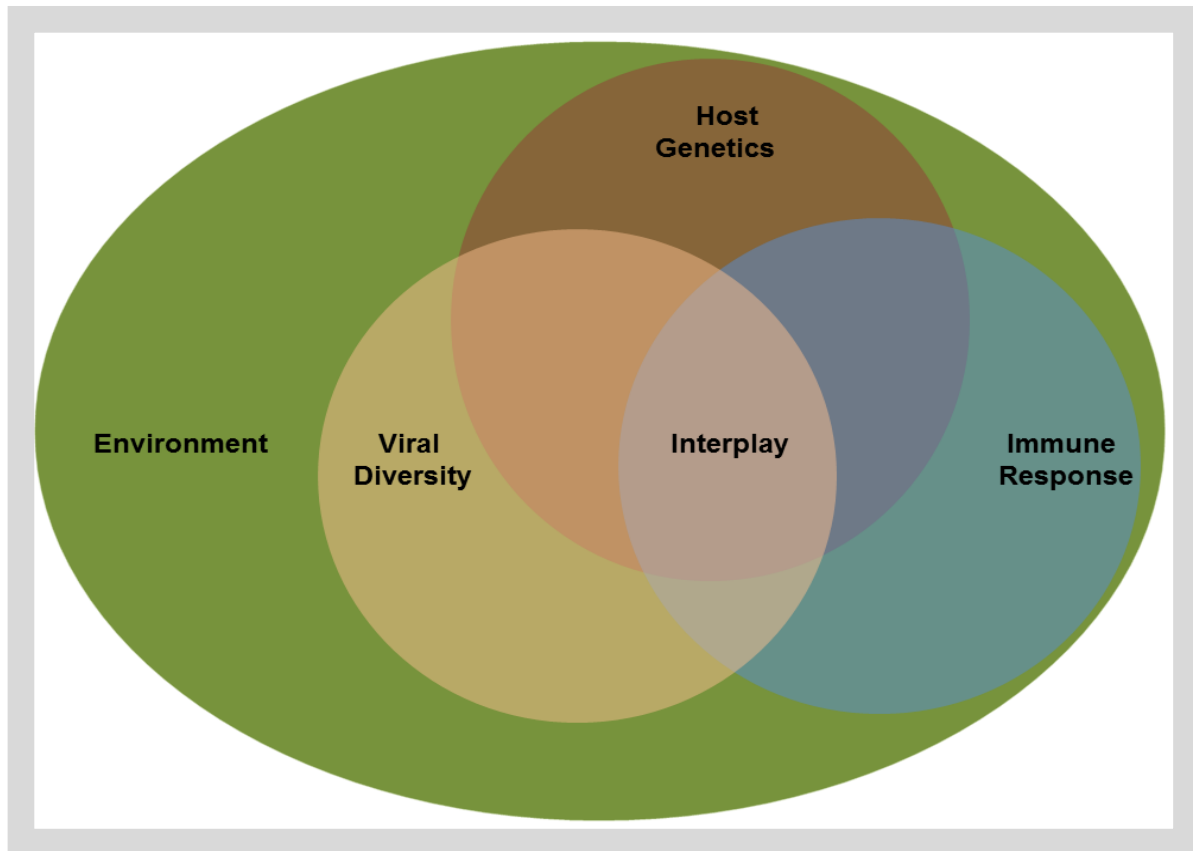 Host
Genetics
Environment
Viral
Diversity
Interplay
Immune
Response